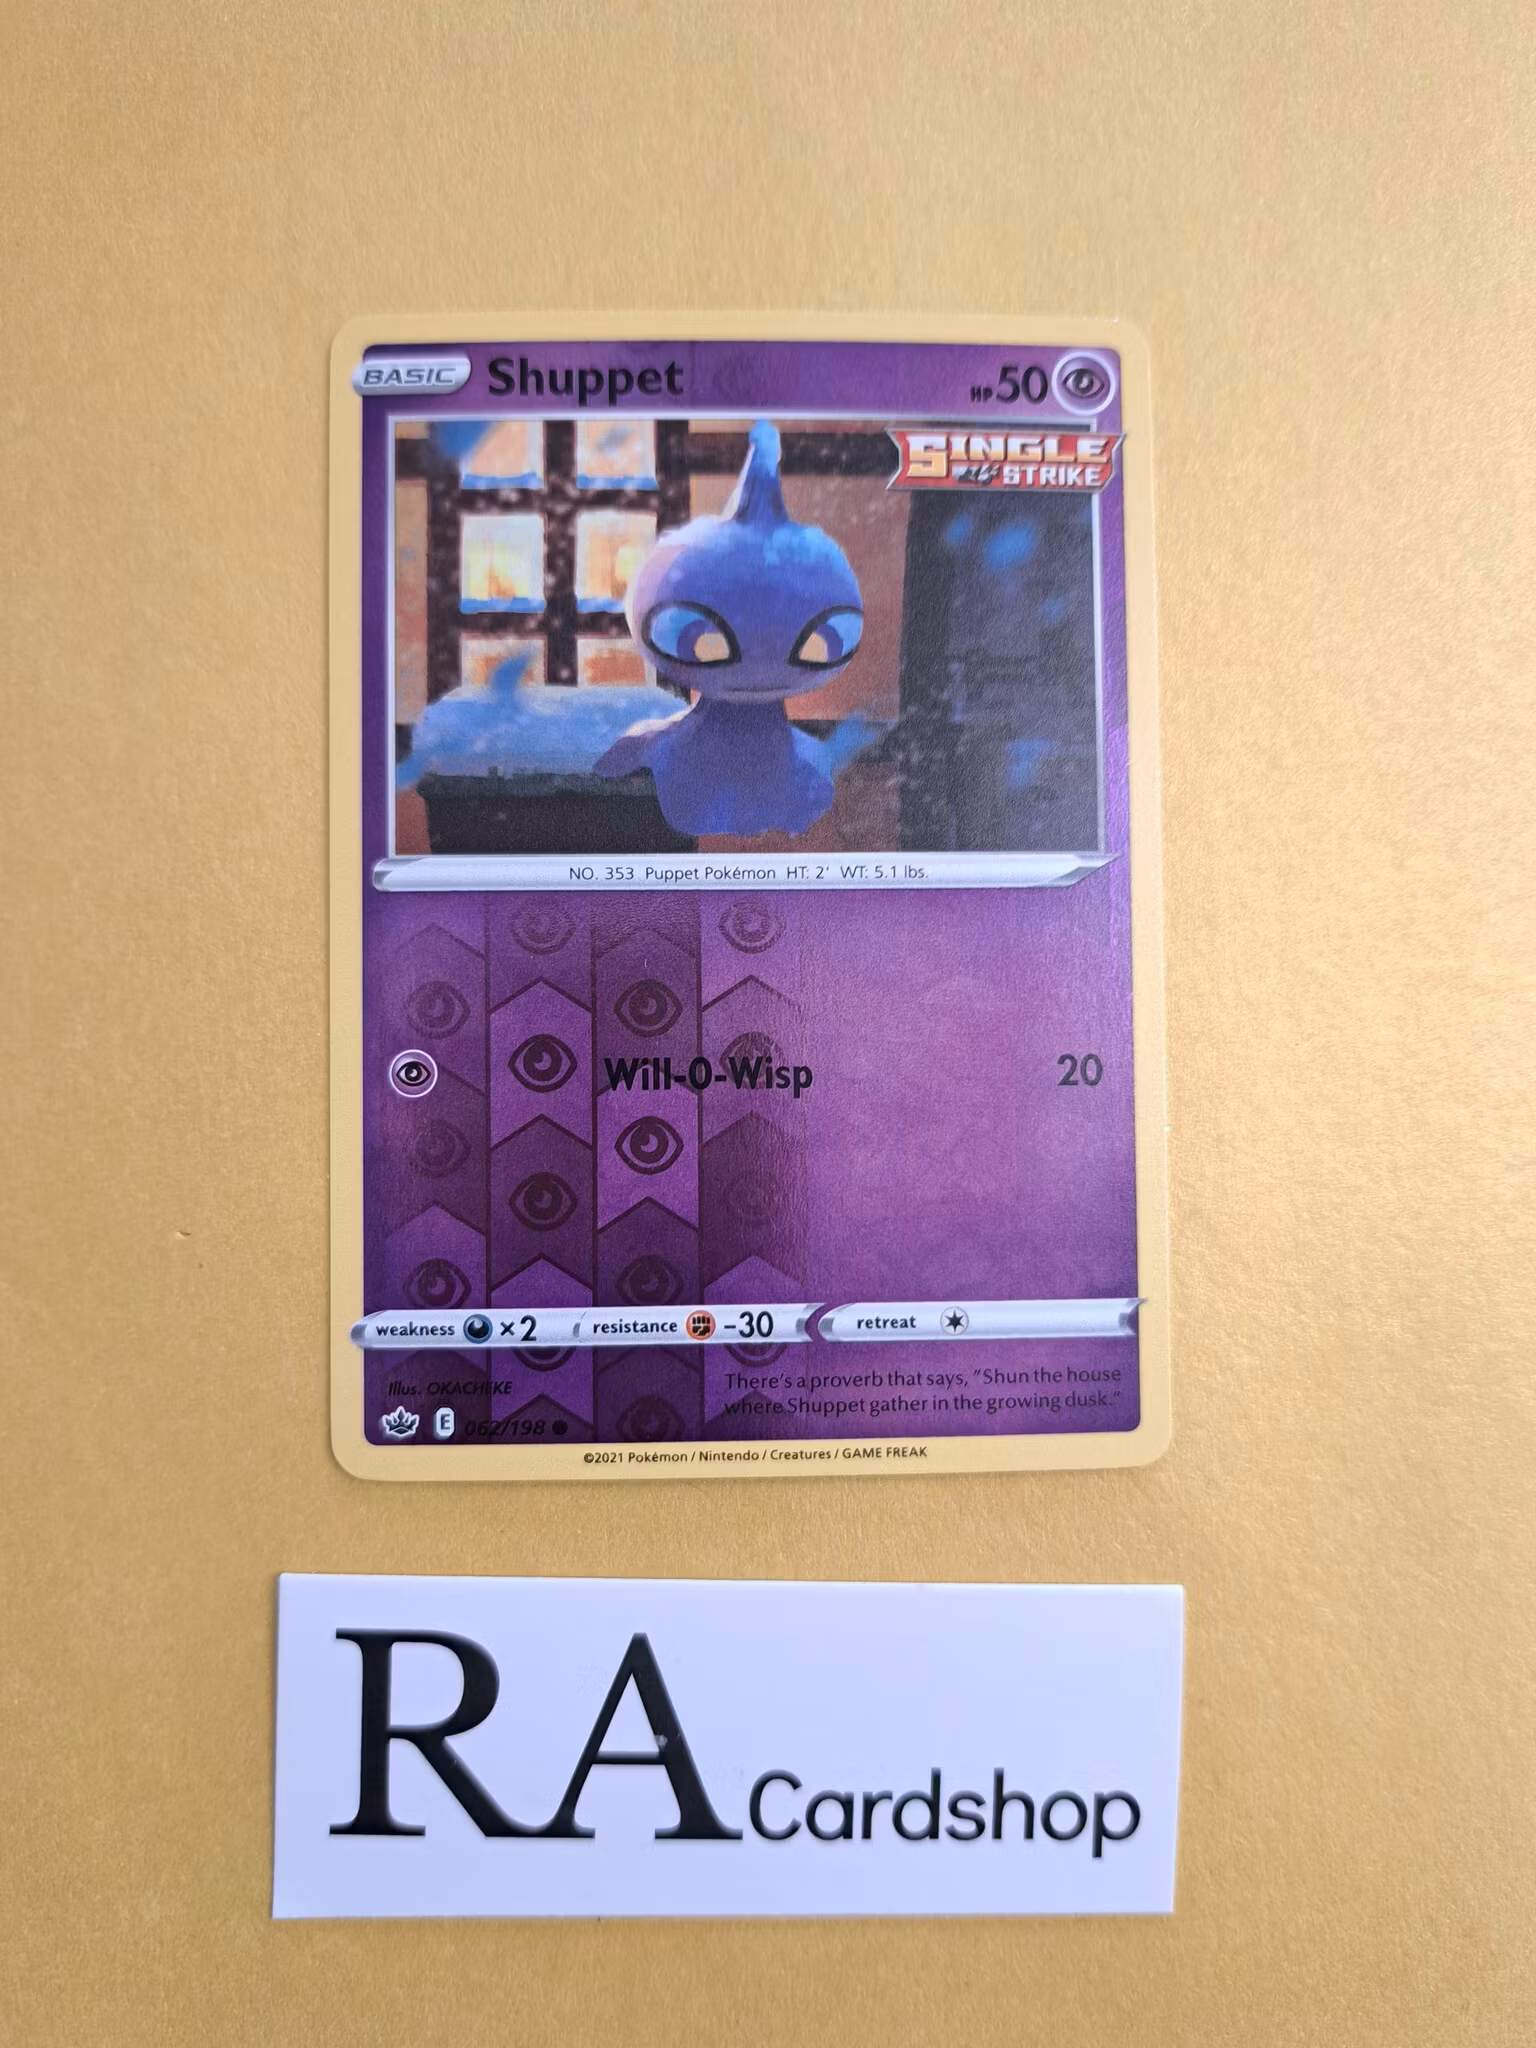 BASIC Shuppet HP 50
SINGLE
STRIKE
NO. 353 Puppet Pokémon HT: 2' WT: 5.1 lbs.
Will-O-Wisp 20
weakness ×2 resistance -30 retreat
Illus. OKACHEKE
There's a proverb that says, "Shun the house
where Shuppet gather in the growing dusk."
E 062/198
©2021 Pokémon / Nintendo / Creatures / GAME FREAK
RA Cardshop